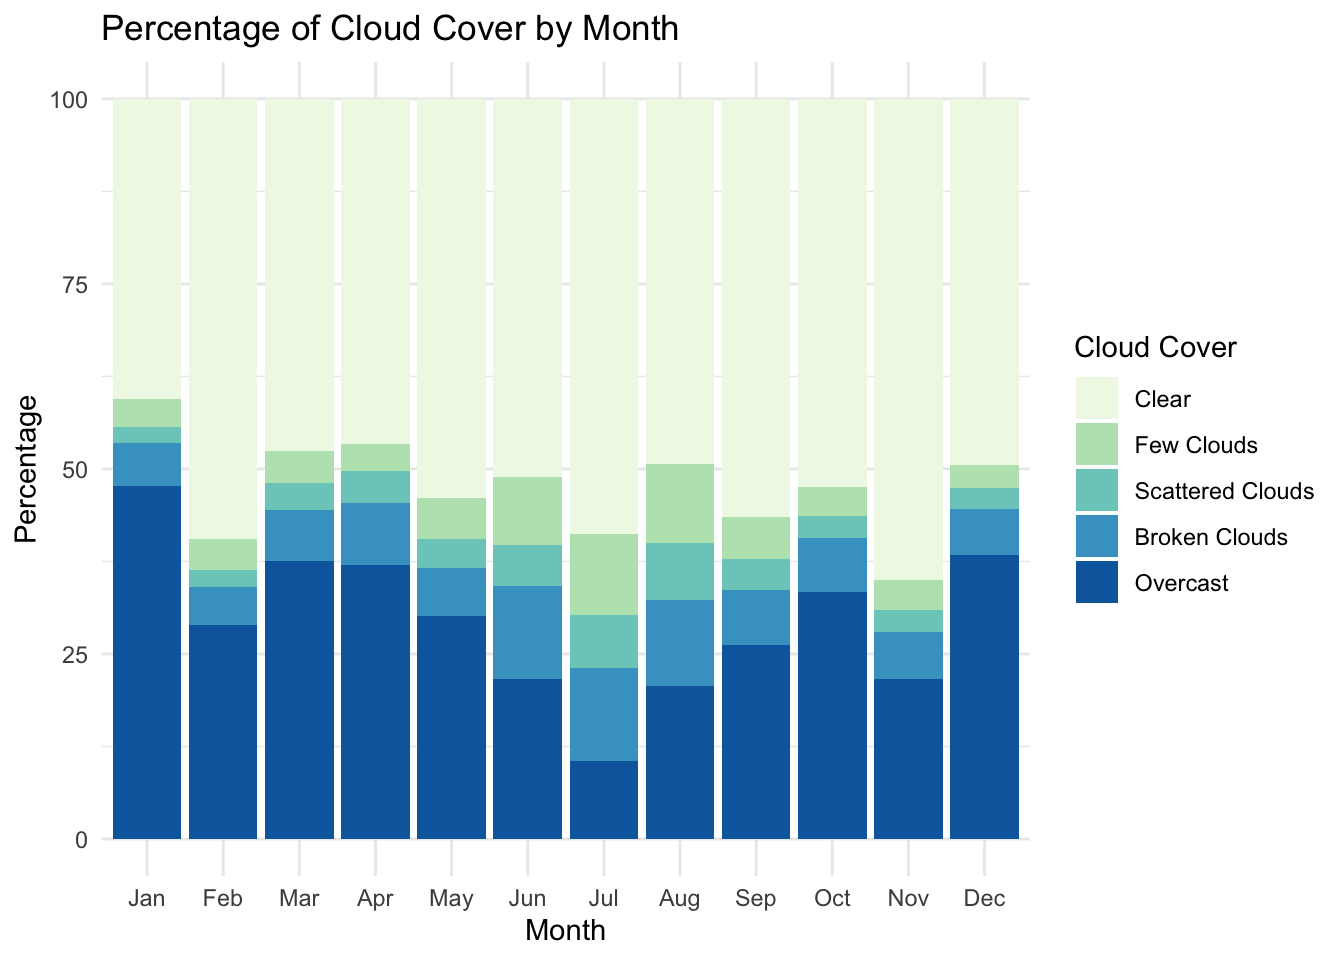 Percentage of Cloud Cover by Month
Percentage
100
75
50
25
0
Jan Feb Mar Apr May Jun Jul Aug Sep Oct Nov Dec
Month
Cloud Cover
Clear
Few Clouds
Scattered Clouds
Broken Clouds
Overcast